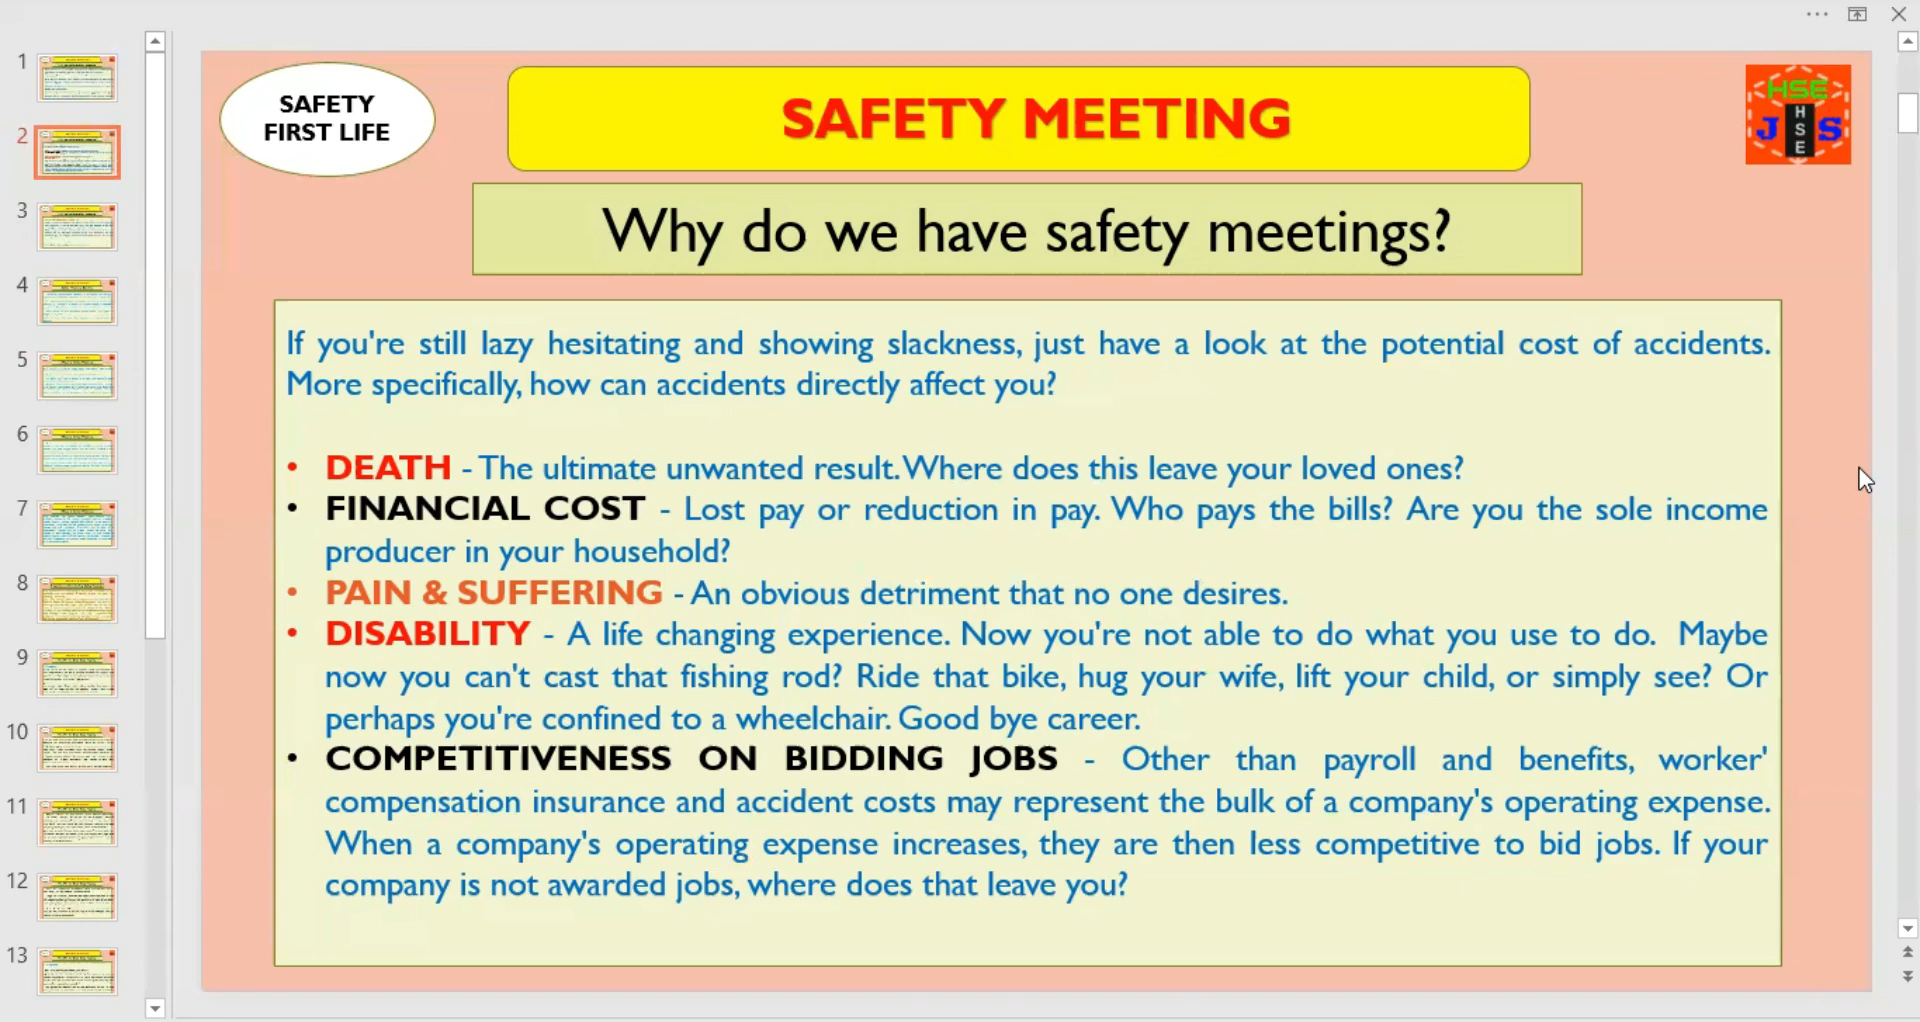 1
2
3
4
5
6
7
8
9
10
11
12
13
SAFETY
FIRST LIFE
SAFETY MEETING
HSE
J HSE S
Why do we have safety meetings?
If you're still lazy hesitating and showing slackness, just have a look at the potential cost of accidents.
More specifically, how can accidents directly affect you?
• DEATH - The ultimate unwanted result. Where does this leave your loved ones?
• FINANCIAL COST - Lost pay or reduction in pay. Who pays the bills? Are you the sole income
producer in your household?
• PAIN & SUFFERING - An obvious detriment that no one desires.
• DISABILITY - A life changing experience. Now you're not able to do what you use to do. Maybe
now you can't cast that fishing rod? Ride that bike, hug your wife, lift your child, or simply see? Or
perhaps you're confined to a wheelchair. Good bye career.
• COMPETITIVENESS ON BIDDING JOBS - Other than payroll and benefits, worker'
compensation insurance and accident costs may represent the bulk of a company's operating expense.
When a company's operating expense increases, they are then less competitive to bid jobs. If your
company is not awarded jobs, where does that leave you?